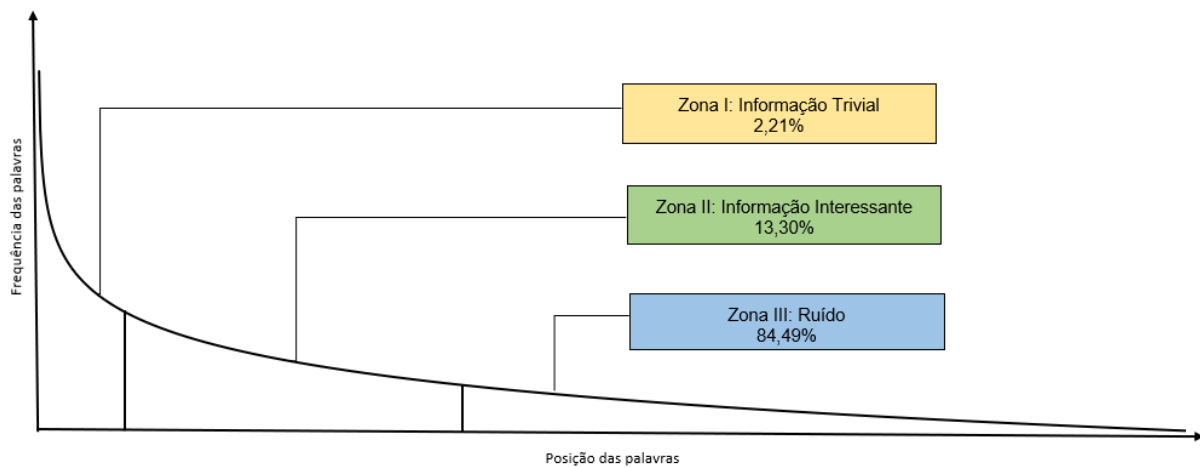 Zona I: Informação Trivial
2,21%
Zona II: Informação Interessante
13,30%
Zona III: Ruído
84,49%
Frequência das palavras
Posição das palavras